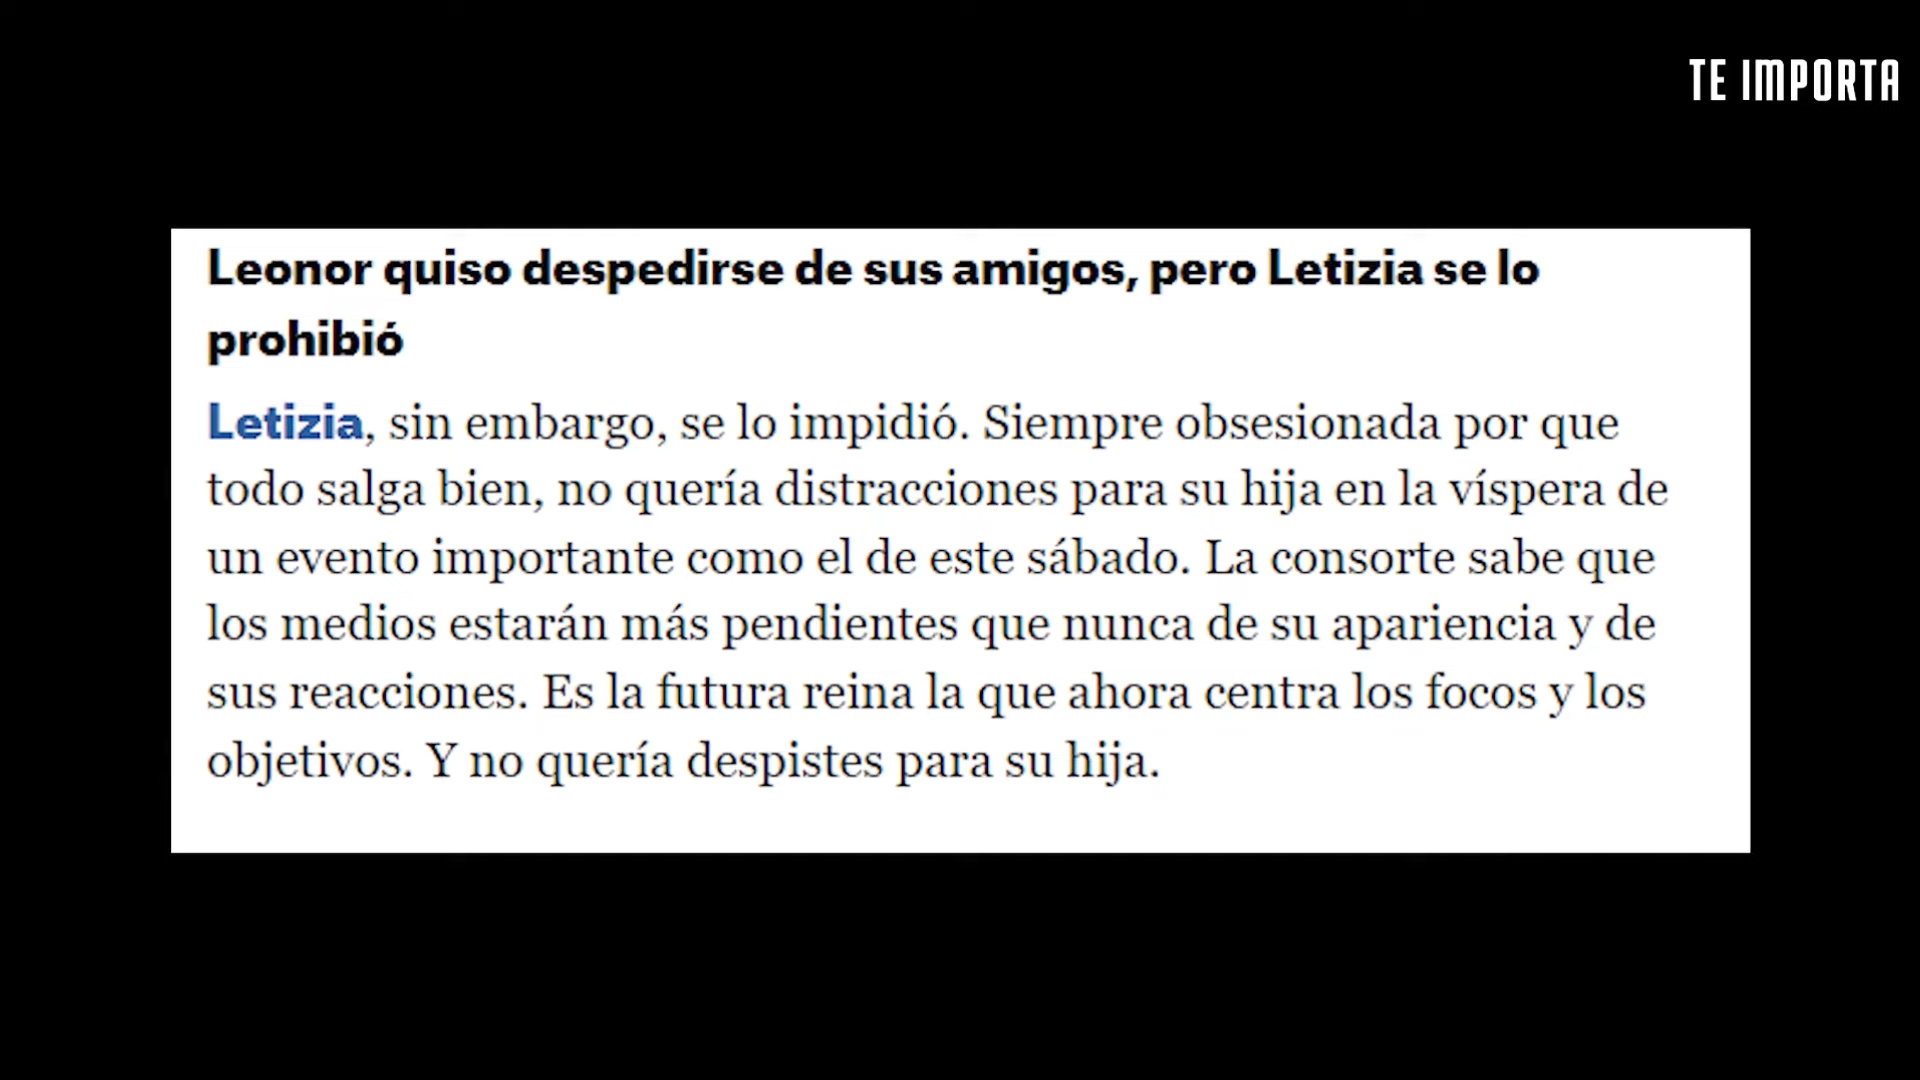 TE IMPORTA
Leonor quiso despedirse de sus amigos, pero Letizia se lo
prohibió
Letizia, sin embargo, se lo impidió. Siempre obsesionada por que
todo salga bien, no quería distracciones para su hija en la víspera de
un evento importante como el de este sábado. La consorte sabe que
los medios estarán más pendientes que nunca de su apariencia y de
sus reacciones. Es la futura reina la que ahora centra los focos y los
objetivos. Y no quería despistes para su hija.